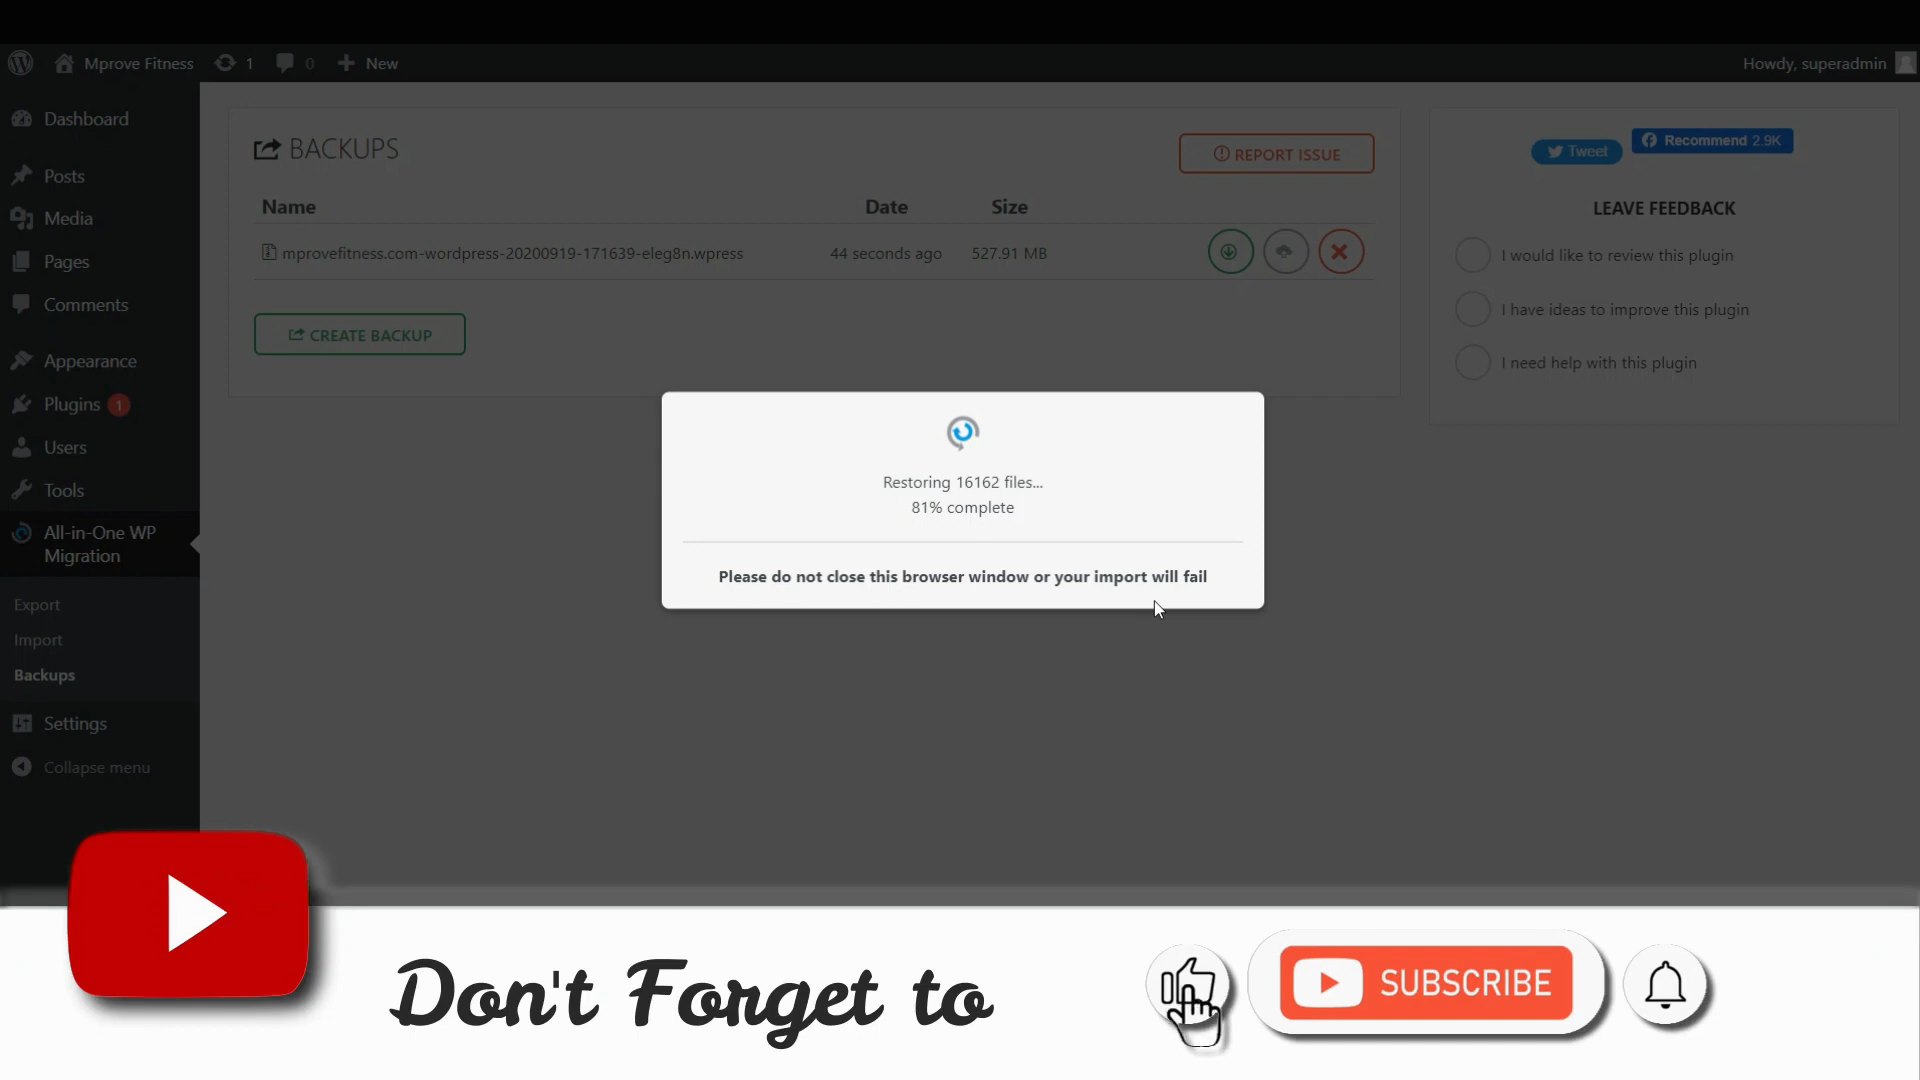 Mprove Fitness
1
0
New
Howdy, superadmin
Dashboard
Posts
Media
Pages
Comments
Appearance
Plugins 1
Users
Tools
All-in-One WP
Migration
Export
Import
Backups
Settings
Collapse menu
BACKUPS
REPORT ISSUE
Name Date Size
mprovefitness.com-wordpress-20200919-171639-eleg8n.wpress 44 seconds ago 527.91 MB
CREATE BACKUP
Tweet
Recommend 2.9K
LEAVE FEEDBACK
I would like to review this plugin
I have ideas to improve this plugin
I need help with this plugin
Restoring 16162 files...
81% complete
Please do not close this browser window or your import will fail
Don't Forget to
SUBSCRIBE